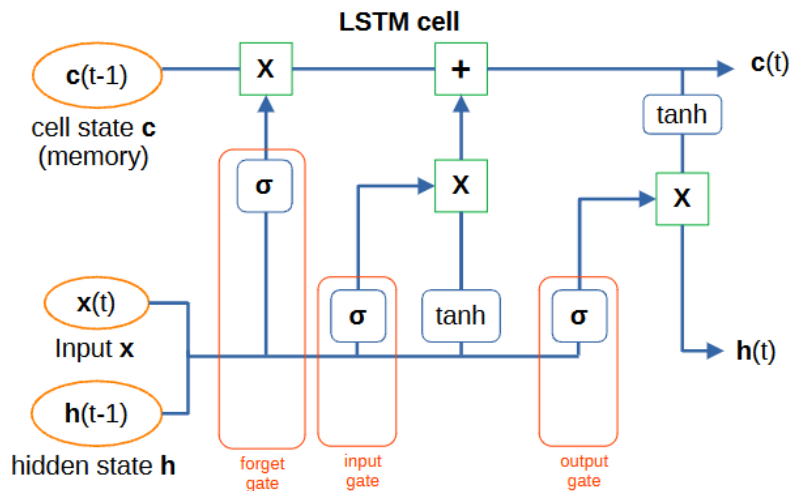 LSTM cell
c(t-1)
X
+
c(t)
cell state c
(memory)
tanh
σ
X
X
x(t)
Input x
σ
tanh
σ
h(t)
h(t-1)
hidden state h
forget
gate
input
gate
output
gate